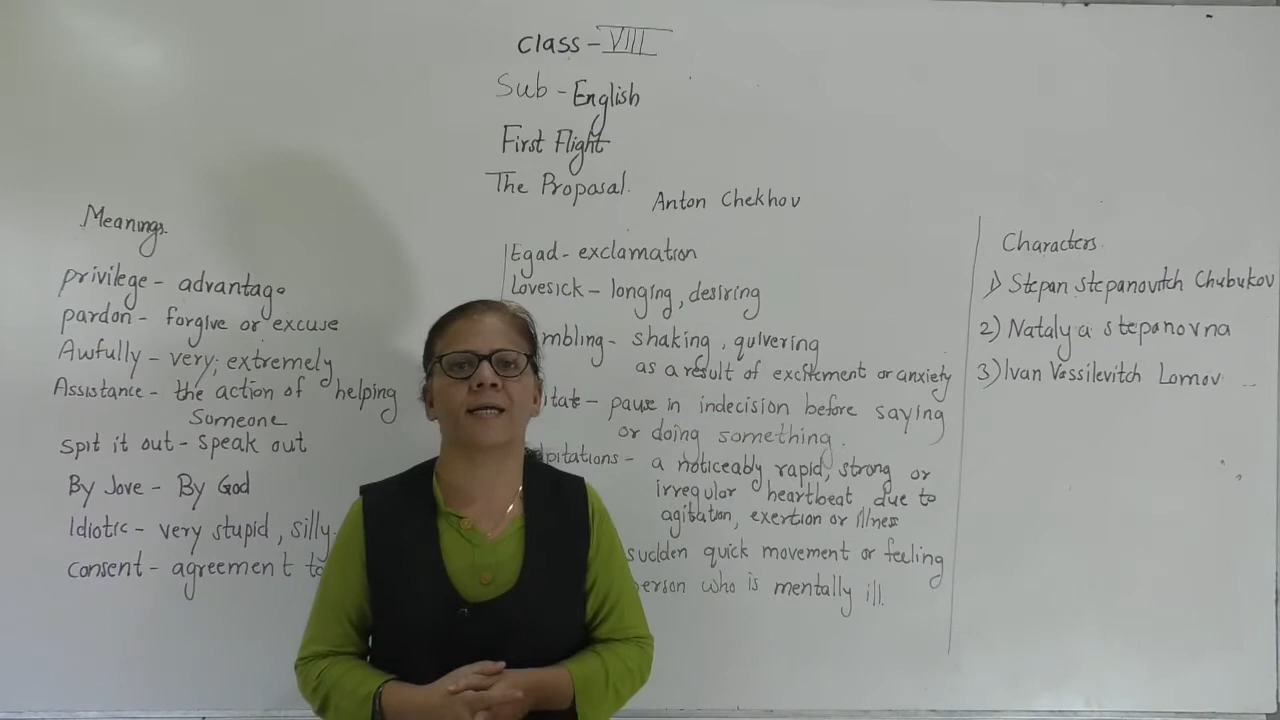 Class - VIII
Sub - English
First Flight
The Proposal.
Anton Chekhov
Meanings
privilege - advantage
pardon - forgive or excuse
Awfully - very; extremely
Assistance - the action of helping
someone
Spit it out - speak out
By Jove - By God
Idiotic - very stupid, silly
consent - agreement to
Egad - exclamation
Lovesick - longing, desiring
mbling - shaking, quivering
as a result of excitement or anxiety
itate - pause in indecision before saying
or doing something.
lpitations - a noticeably rapid, strong or
irregular heartbeat due to
agitation, exertion or illness
sudden quick movement or feeling
person who is mentally ill.
Characters
1) Stepan Stepanovitch Chubukov
2) Natalya stepanovna
3) Ivan Vassilevitch Lomov